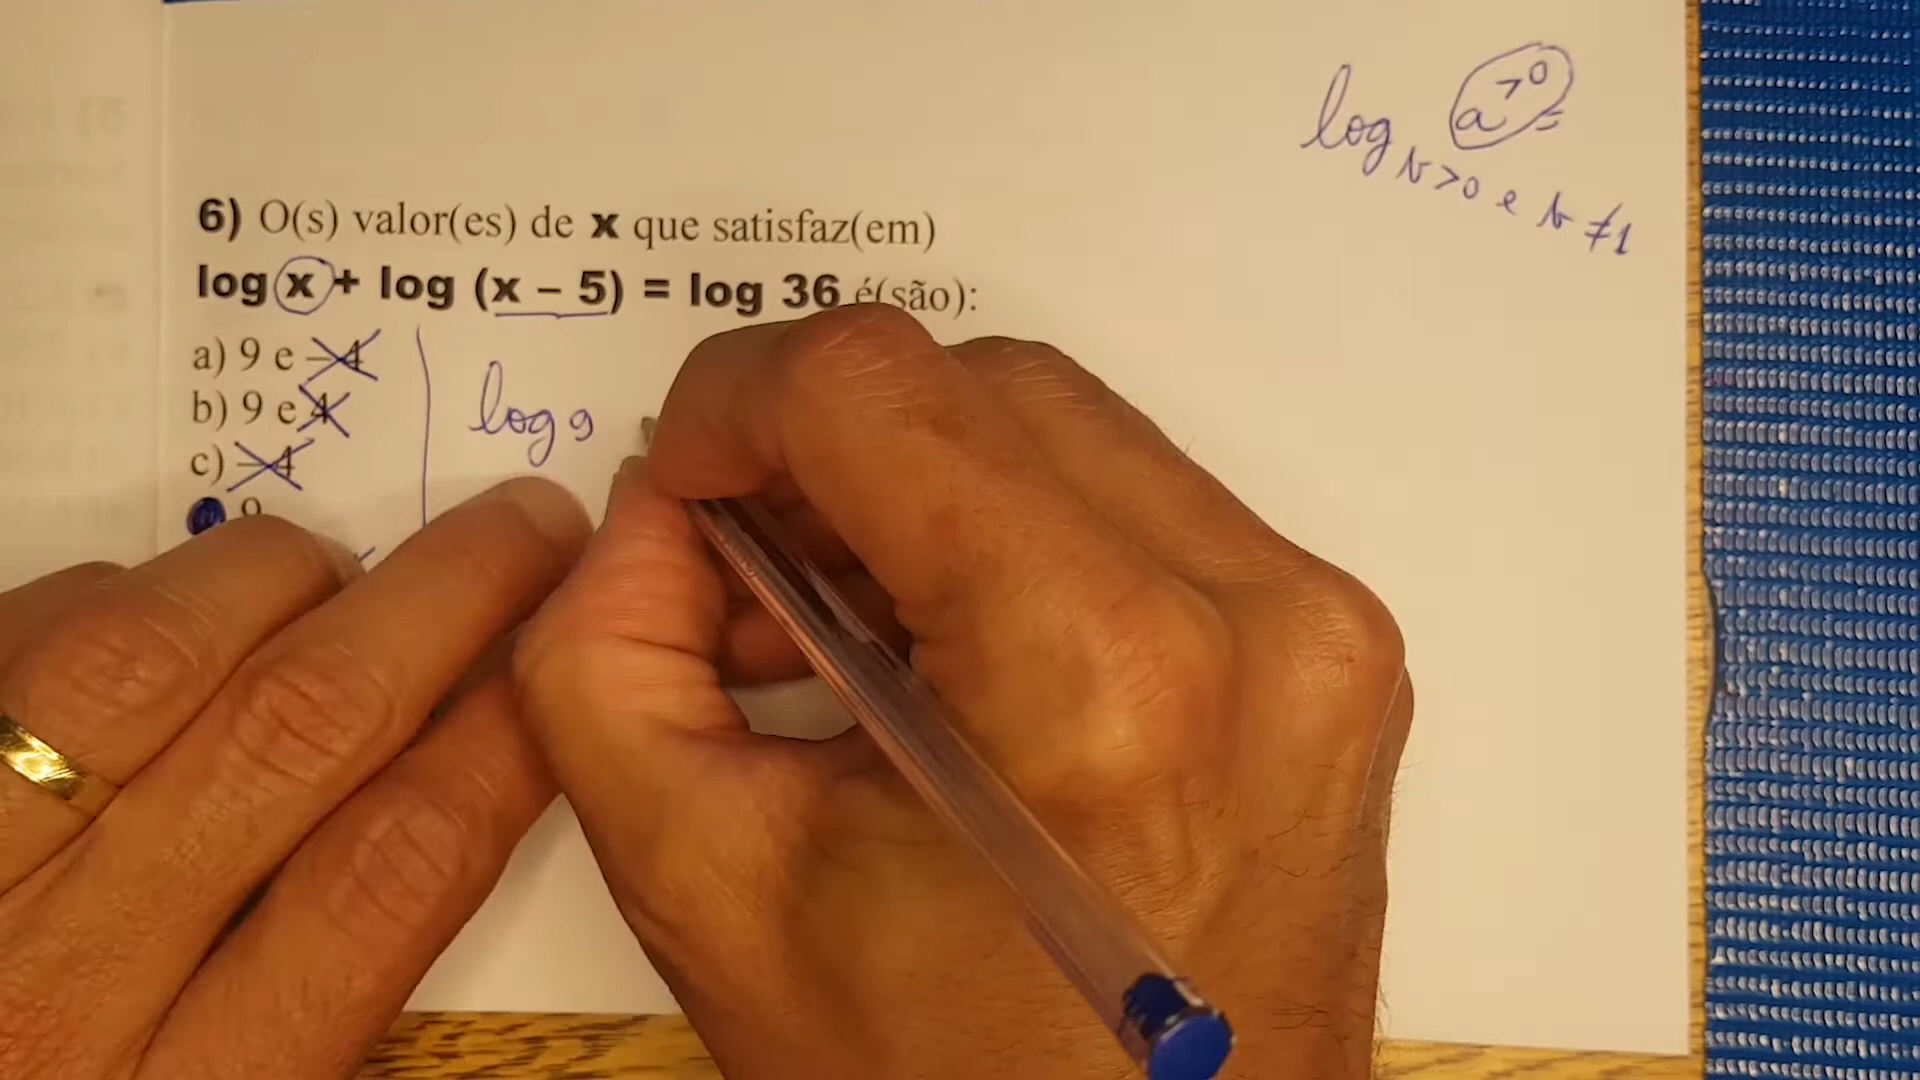 log a>0 =
b>0 e b ≠ 1
6) O(s) valor(es) de x que satisfaz(em)
log x + log (x – 5) = log 36 é(são):
a) 9 e –4
b) 9 e 4
c) –4
9
log 9